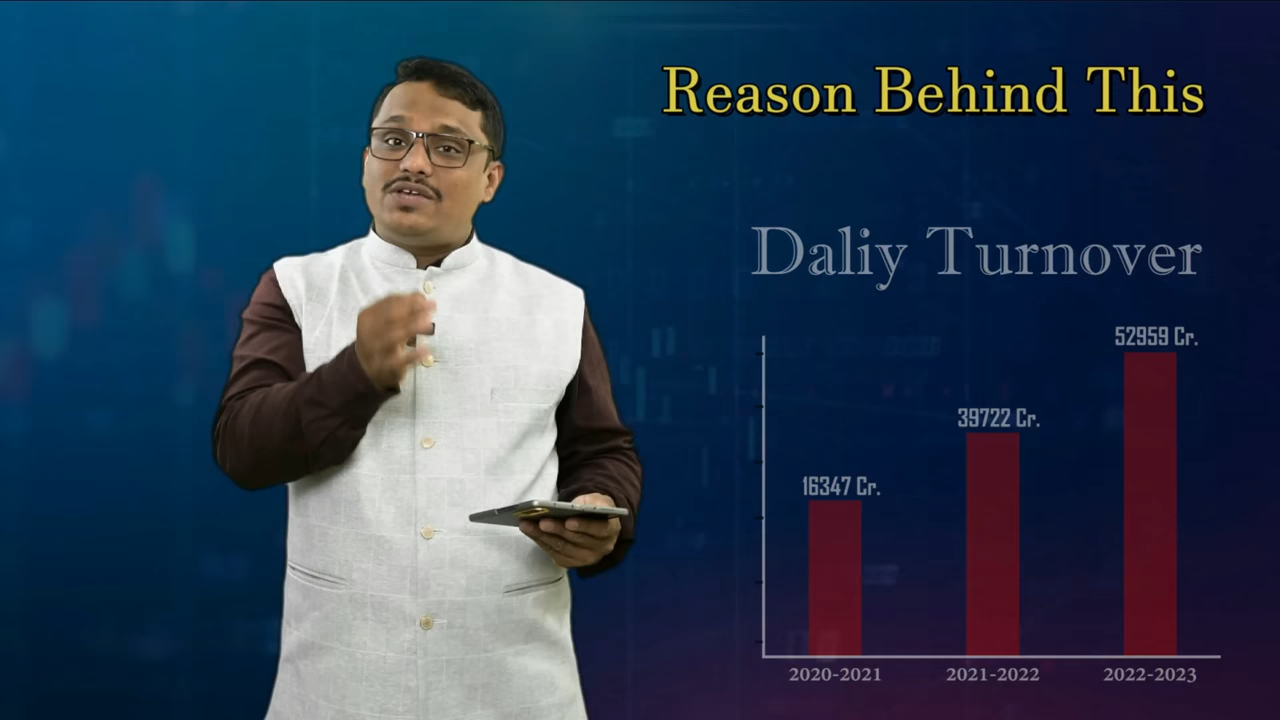 Reason Behind This
Daliy Turnover
52959 Cr.
39722 Cr.
16347 Cr.
2020-2021 2021-2022 2022-2023